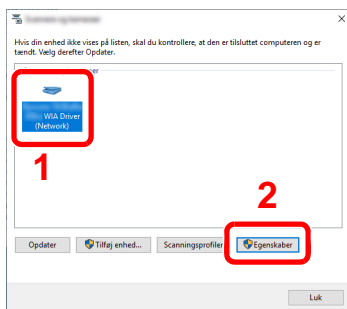 Hvis din enhed ikke vises på listen, skal du kontrollere, at den er tilsluttet computeren og er
tændt. Vælg derefter Opdater.
WIA Driver
(Network)
1
2
Opdater
Tilføj enhed...
Scanningsprofiler
Egenskaber
Luk